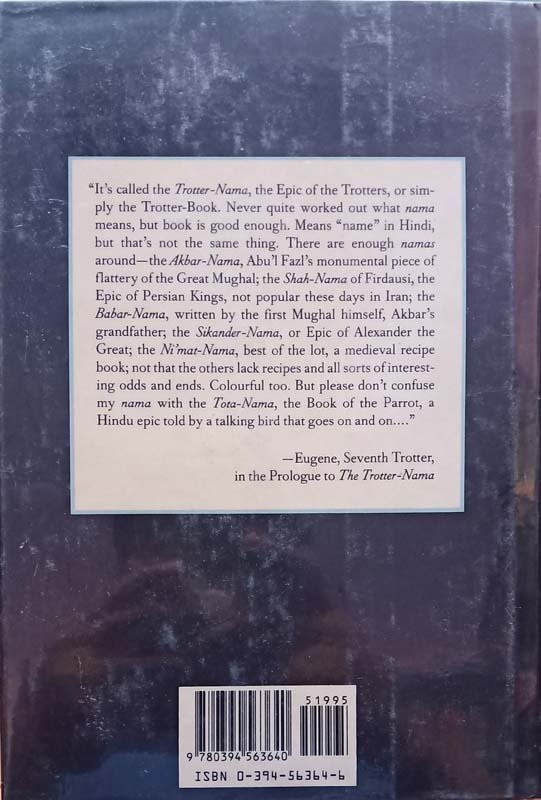 “It’s called the Trotter-Nama, the Epic of the Trotters, or sim-
ply the Trotter-Book. Never quite worked out what nama
means, but book is good enough. Means “name” in Hindi,
but that’s not the same thing. There are enough namas
around—the Akbar-Nama, Abu’l Fazl’s monumental piece of
flattery of the Great Mughal; the Shah-Nama of Firdausi, the
Epic of Persian Kings, not popular these days in Iran; the
Babar-Nama, written by the first Mughal himself, Akbar’s
grandfather; the Sikander-Nama, or Epic of Alexander the
Great; the Ni’mat-Nama, best of the lot, a medieval recipe
book; not that the others lack recipes and all sorts of interest-
ing odds and ends. Colourful too. But please don’t confuse
my nama with the Tota-Nama, the Book of the Parrot, a
Hindu epic told by a talking bird that goes on and on....”
—Eugene, Seventh Trotter,
in the Prologue to The Trotter-Nama
51995
9 780394 563640
ISBN 0-394-56364-6